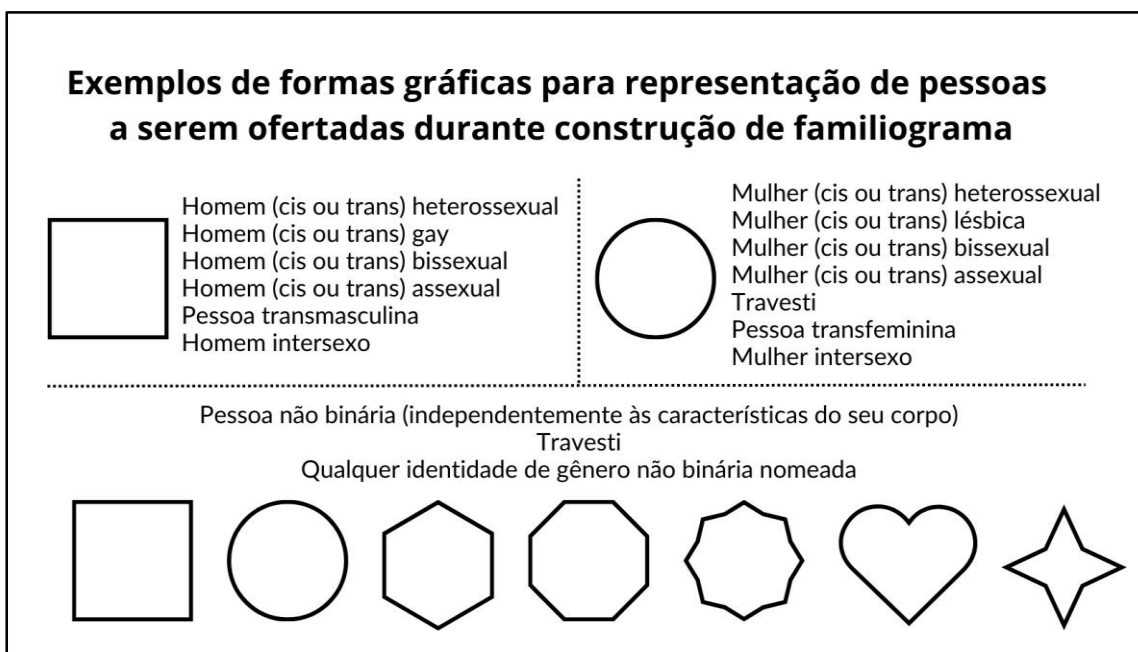 Exemplos de formas gráficas para representação de pessoas
a serem ofertadas durante construção de familiograma
Homem (cis ou trans) heterossexual
Homem (cis ou trans) gay
Homem (cis ou trans) bissexual
Homem (cis ou trans) assexual
Pessoa transmasculina
Homem intersexo
Mulher (cis ou trans) heterossexual
Mulher (cis ou trans) lésbica
Mulher (cis ou trans) bissexual
Mulher (cis ou trans) assexual
Travesti
Pessoa transfeminina
Mulher intersexo
Pessoa não binária (independentemente às características do seu corpo)
Travesti
Qualquer identidade de gênero não binária nomeada